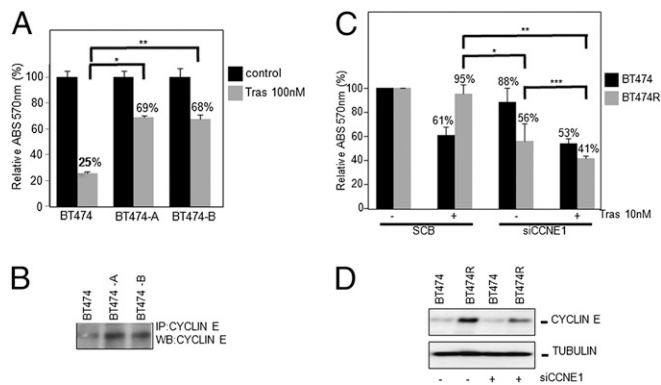 A
Relative ABS 570nm (%)
100
80
60
40
20
0
*
**
25%
69%
68%
control
Tras 100nM
BT474
BT474-A
BT474-B
B
BT474
BT474 -A
BT474 -B
IP:CYCLIN E
WB:CYCLIN E
C
Relative ABS 570nm (%)
100
80
60
40
20
0
**
*
***
61%
95%
88%
56%
53%
41%
BT474
BT474R
- + - + Tras 10nM
SCB siCCNE1
D
BT474
BT474R
BT474
BT474R
CYCLIN E
TUBULIN
- - + + siCCNE1